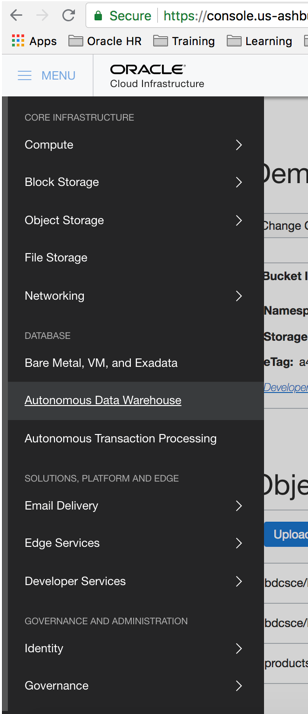 Secure https://console.us-ashb
Apps Oracle HR Training Learning
MENU ORACLE
Cloud Infrastructure
CORE INFRASTRUCTURE
Compute
Block Storage
Object Storage
File Storage
Networking
DATABASE
Bare Metal, VM, and Exadata
Autonomous Data Warehouse
Autonomous Transaction Processing
SOLUTIONS, PLATFORM AND EDGE
Email Delivery
Edge Services
Developer Services
GOVERNANCE AND ADMINISTRATION
Identity
Governance
Dem
Change
Bucket I
Namesp
Storage
eTag: a4
Developer
Obje
Upload
bdcsce/
bdcsce/
products